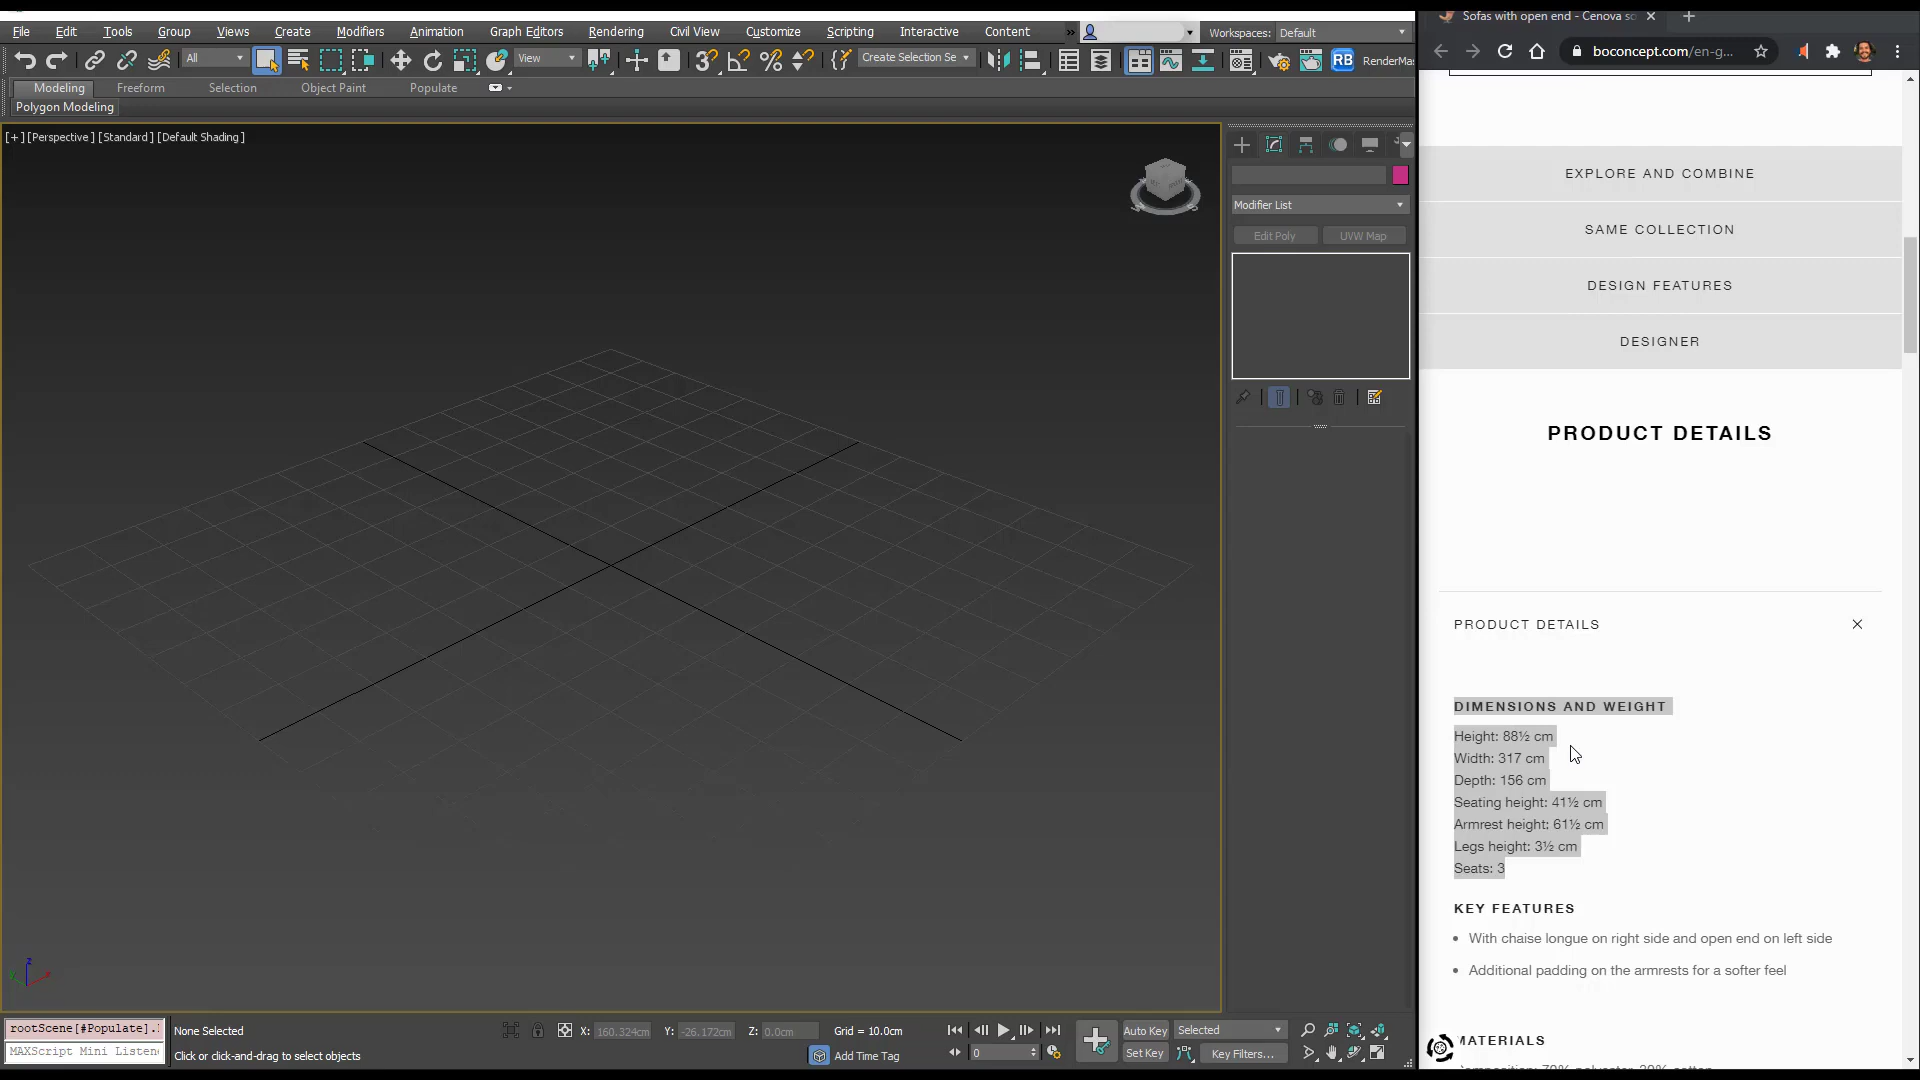 Sofas with open end - Cenova so
File Edit Tools Group Views Create Modifiers Animation Graph Editors Rendering Civil View Customize Scripting Interactive Content
Workspaces: Default
boconcept.com/en-g...
All
View
Create Selection Se
RB RenderMas
Modeling Freeform Selection Object Paint Populate
Polygon Modeling
[+] [Perspective] [Standard] [Default Shading]
Modifier List
Edit Poly UVW Map
EXPLORE AND COMBINE
SAME COLLECTION
DESIGN FEATURES
DESIGNER
PRODUCT DETAILS
PRODUCT DETAILS
DIMENSIONS AND WEIGHT
Height: 88½ cm
Width: 317 cm
Depth: 156 cm
Seating height: 41½ cm
Armrest height: 61½ cm
Legs height: 3½ cm
Seats: 3
KEY FEATURES
With chaise longue on right side and open end on left side
Additional padding on the armrests for a softer feel
MATERIALS
rootScene[#Populate].
None Selected
X: 160.324cm Y: -26.172cm Z: 0.0cm
Grid = 10.0cm
Auto Key
Selected
MAXScript Mini Listen
Click or click-and-drag to select objects
Add Time Tag
0
Set Key
Key Filters...